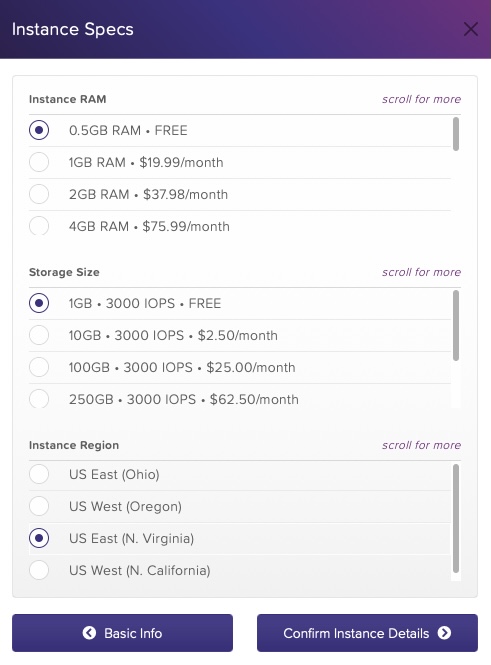 Instance Specs
Instance RAM
scroll for more
0.5GB RAM • FREE
1GB RAM • $19.99/month
2GB RAM • $37.98/month
4GB RAM • $75.99/month
Storage Size
scroll for more
1GB • 3000 IOPS • FREE
10GB • 3000 IOPS • $2.50/month
100GB • 3000 IOPS • $25.00/month
250GB • 3000 IOPS • $62.50/month
Instance Region
scroll for more
US East (Ohio)
US West (Oregon)
US East (N. Virginia)
US West (N. California)
Basic Info
Confirm Instance Details